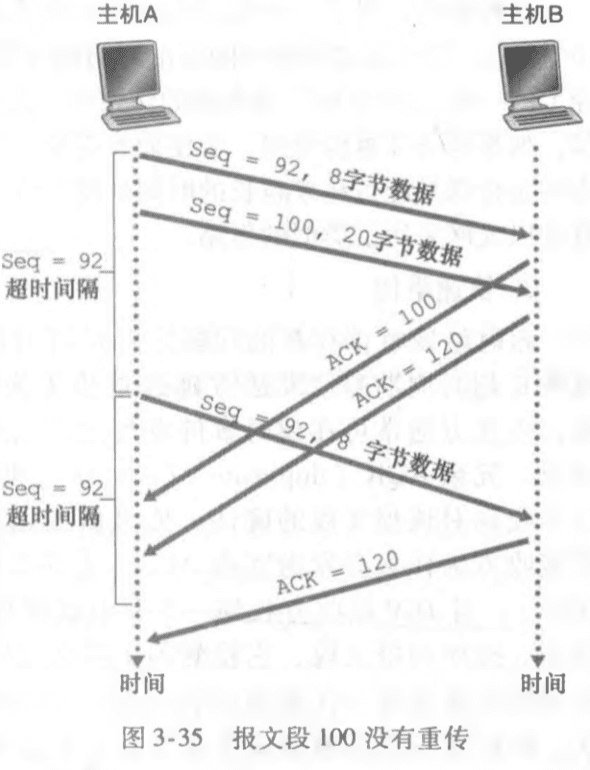 主机A
主机B
Seq = 92, 8字节数据
Seq = 100, 20字节数据
Seq = 92
超时间隔
ACK = 100
ACK = 120
Seq = 92, 8 字节数据
Seq = 92
超时间隔
ACK = 120
时间
时间
图 3-35 报文段 100 没有重传